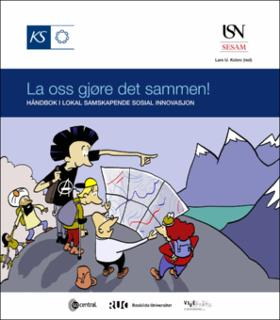 KS
USN
SESAM
Lars U. Kobro (red)
La oss gjøre det sammen!
HÅNDBOK I LOKAL SAMSKAPENDE SOSIAL INNOVASJON
central.
RUC
Roskilde Universitet